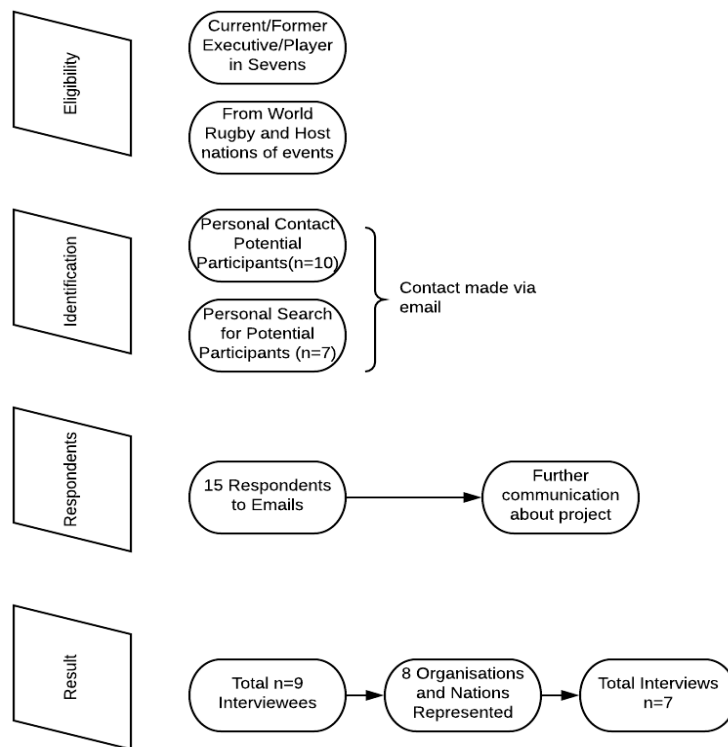 Eligibility
Current/Former
Executive/Player
in Sevens
From World
Rugby and Host
nations of events
Identification
Personal Contact
Potential
Participants(n=10)
Personal Search
for Potential
Participants (n=7)
Contact made via
email
Respondents
15 Respondents
to Emails
Further
communication
about project
Result
Total n=9
Interviewees
8 Organisations
and Nations
Represented
Total Interviews
n=7